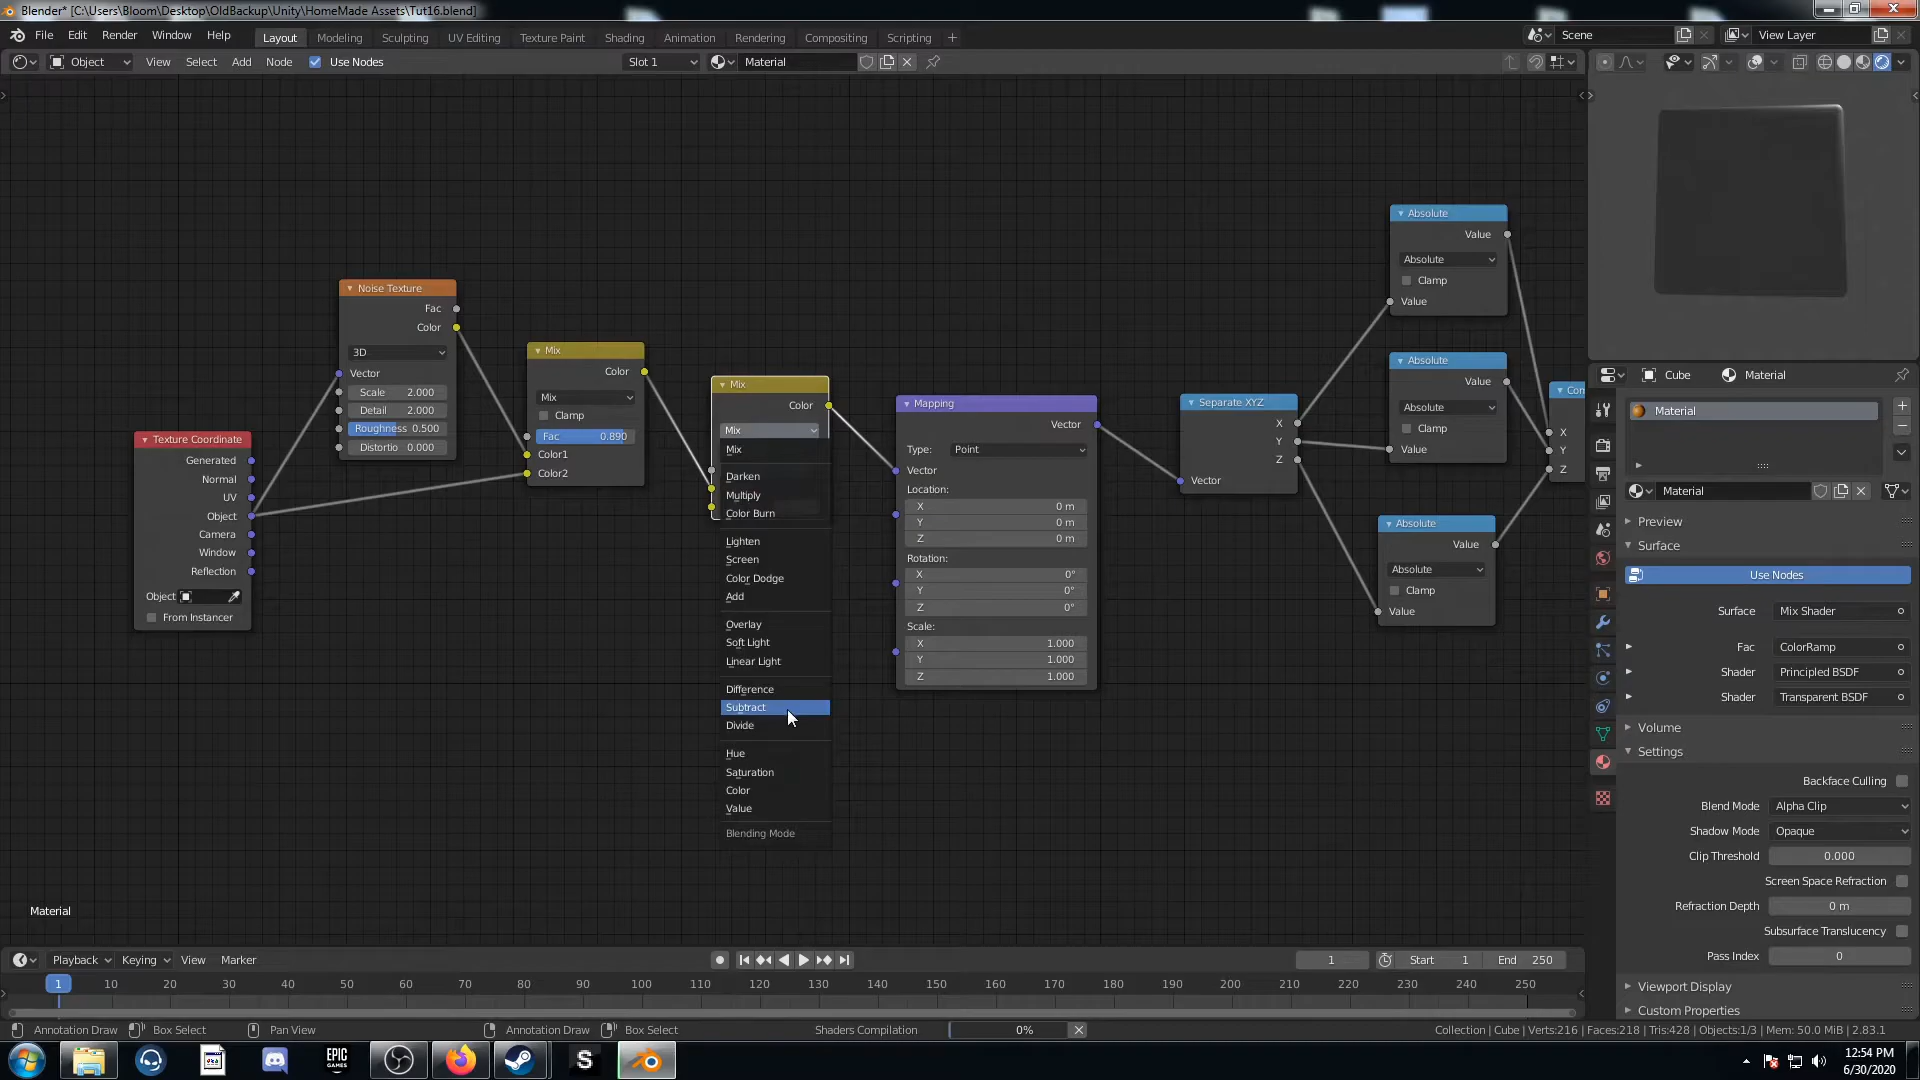 Blender* [C:\Users\Bloom\Desktop\OldBackup\Unity\HomeMade Assets\Tut16.blend]
File Edit Render Window Help Layout Modeling Sculpting UV Editing Texture Paint Shading Animation Rendering Compositing Scripting + Scene View Layer
Object View Select Add Node Use Nodes Slot 1 Material
Noise Texture
Fac
Color
3D
Vector
Scale 2.000
Detail 2.000
Roughness 0.500
Distortio 0.000
Texture Coordinate
Generated
Normal
UV
Object
Camera
Window
Reflection
Object
From Instancer
Mix
Color
Mix
Clamp
Fac 0.890
Color1
Color2
Mix
Color
Mix
Mix
Darken
Multiply
Color Burn
Lighten
Screen
Color Dodge
Add
Overlay
Soft Light
Linear Light
Difference
Subtract
Divide
Hue
Saturation
Color
Value
Blending Mode
Mapping
Vector
Type: Point
Vector
Location:
X 0 m
Y 0 m
Z 0 m
Rotation:
X 0°
Y 0°
Z 0°
Scale:
X 1.000
Y 1.000
Z 1.000
Separate XYZ
X
Y
Z
Vector
Absolute
Value
Absolute
Clamp
Value
Absolute
Value
Absolute
Clamp
Value
Absolute
Value
Absolute
Clamp
Value
Com
X
Y
Z
Cube Material
Material
Material
Preview
Surface
Use Nodes
Surface Mix Shader
Fac ColorRamp
Shader Principled BSDF
Shader Transparent BSDF
Volume
Settings
Backface Culling
Blend Mode Alpha Clip
Shadow Mode Opaque
Clip Threshold 0.000
Screen Space Refraction
Refraction Depth 0 m
Subsurface Translucency
Pass Index 0
Viewport Display
Custom Properties
Material
Playback Keying View Marker 1 Start 1 End 250
1 10 20 30 40 50 60 70 80 90 100 110 120 130 140 150 160 170 180 190 200 210 220 230 240 250
Annotation Draw Box Select Pan View Annotation Draw Box Select Shaders Compilation 0% Collection | Cube | Verts:216 | Faces:218 | Tris:428 | Objects:1/3 | Mem: 50.0 MiB | 2.83.1
EPIC
GAMES
S
12:54 PM
6/30/2020